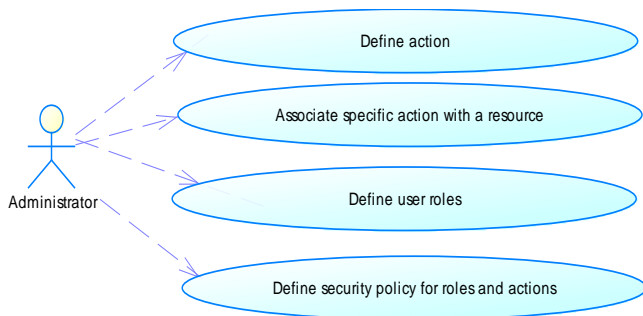 Define action
Associate specific action with a resource
Define user roles
Administrator
Define security policy for roles and actions